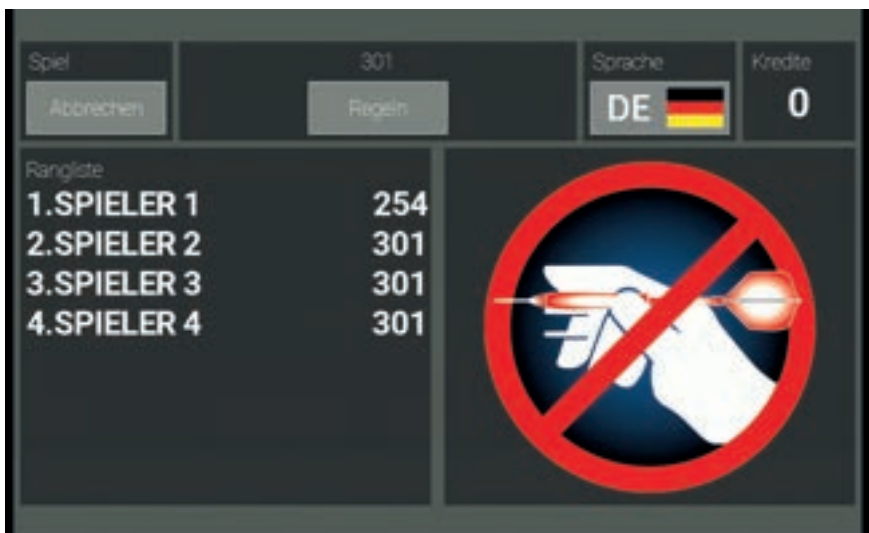 Spiel
301
Sprache
Kredite
Abbrechen
Regeln
DE
0
Rangliste
1.SPIELER 1 254
2.SPIELER 2 301
3.SPIELER 3 301
4.SPIELER 4 301